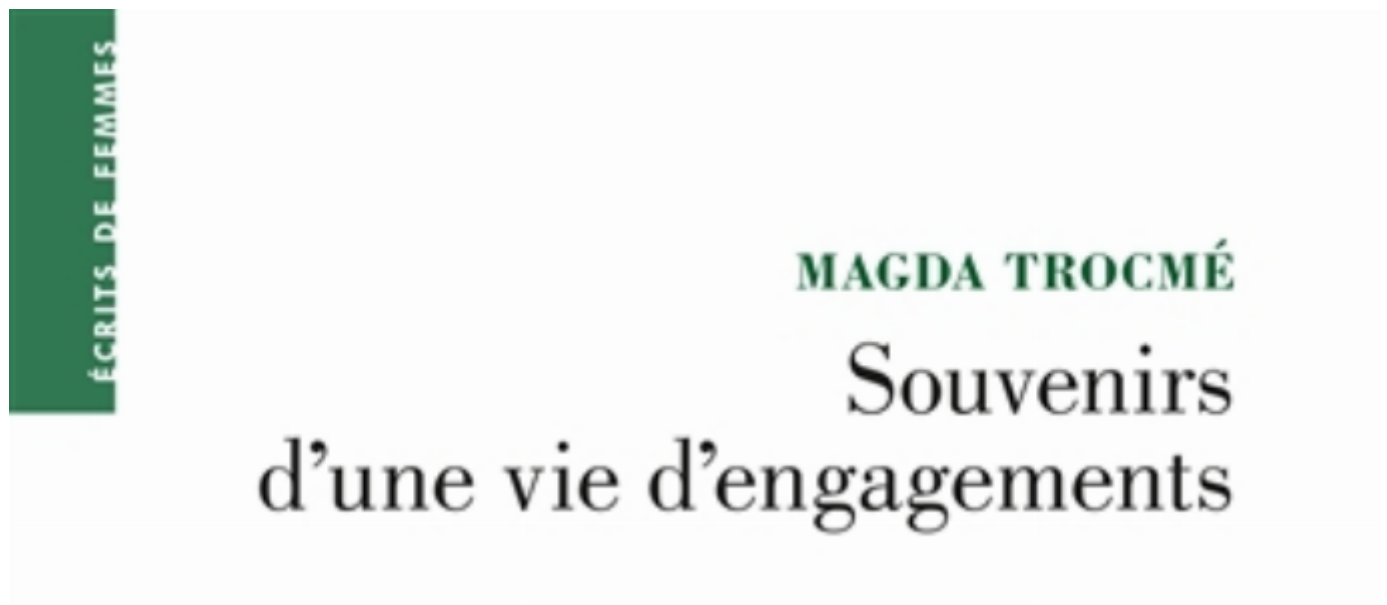 ÉCRITS DE FEMMES
MAGDA TROCMÉ
Souvenirs
d’une vie d’engagements